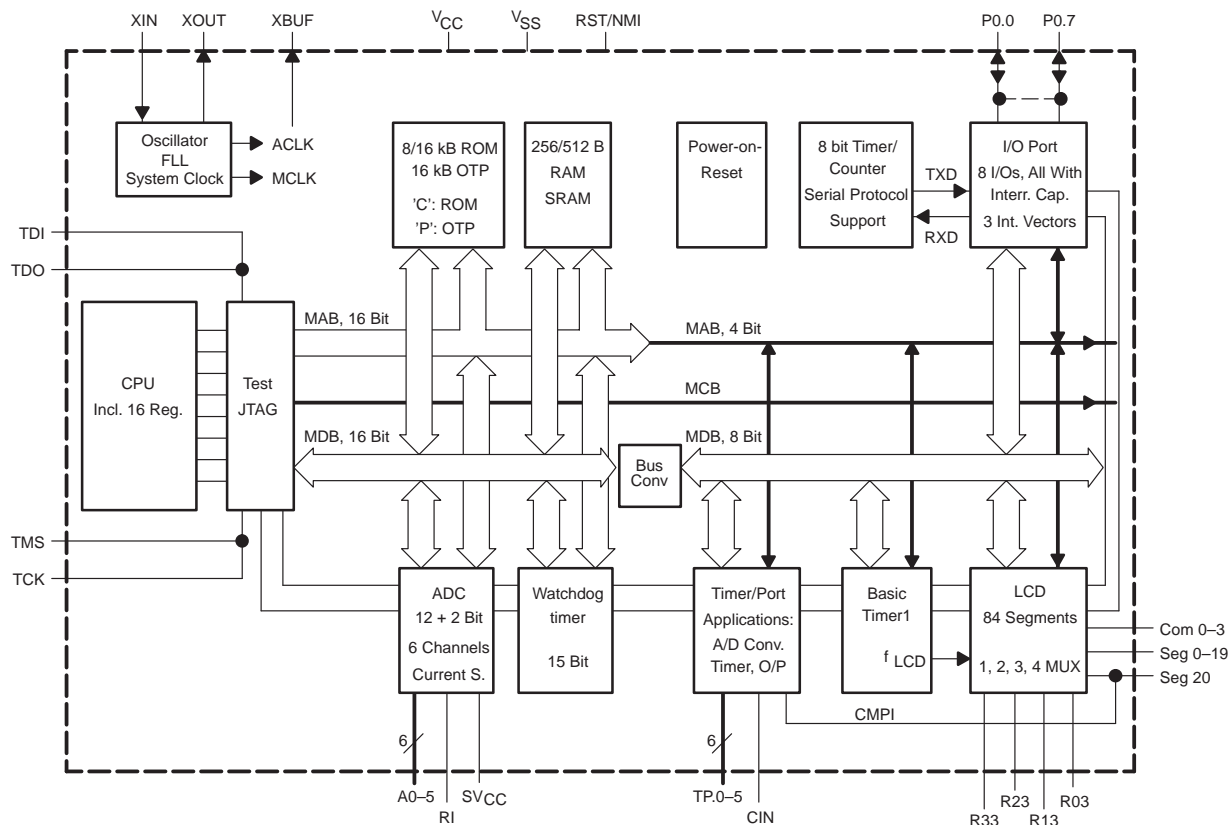 XIN
XOUT
XBUF
VCC
VSS
RST/NMI
P0.0
P0.7
Oscillator
FLL
System Clock
ACLK
MCLK
8/16 kB ROM
16 kB OTP
'C': ROM
'P': OTP
256/512 B
RAM
SRAM
Power-on-
Reset
8 bit Timer/
Counter
Serial Protocol
Support
TXD
RXD
I/O Port
8 I/Os, All With
Interr. Cap.
3 Int. Vectors
TDI
TDO
CPU
Incl. 16 Reg.
Test
JTAG
MAB, 16 Bit
MAB, 4 Bit
MCB
MDB, 16 Bit
MDB, 8 Bit
Bus
Conv
TMS
TCK
ADC
12 + 2 Bit
6 Channels
Current S.
Watchdog
timer
15 Bit
Timer/Port
Applications:
A/D Conv.
Timer, O/P
Basic
Timer1
fLCD
LCD
84 Segments
1, 2, 3, 4 MUX
Com 0–3
Seg 0–19
Seg 20
CMPI
6
6
A0–5
RI
SVCC
TP.0–5
CIN
R33
R23
R13
R03